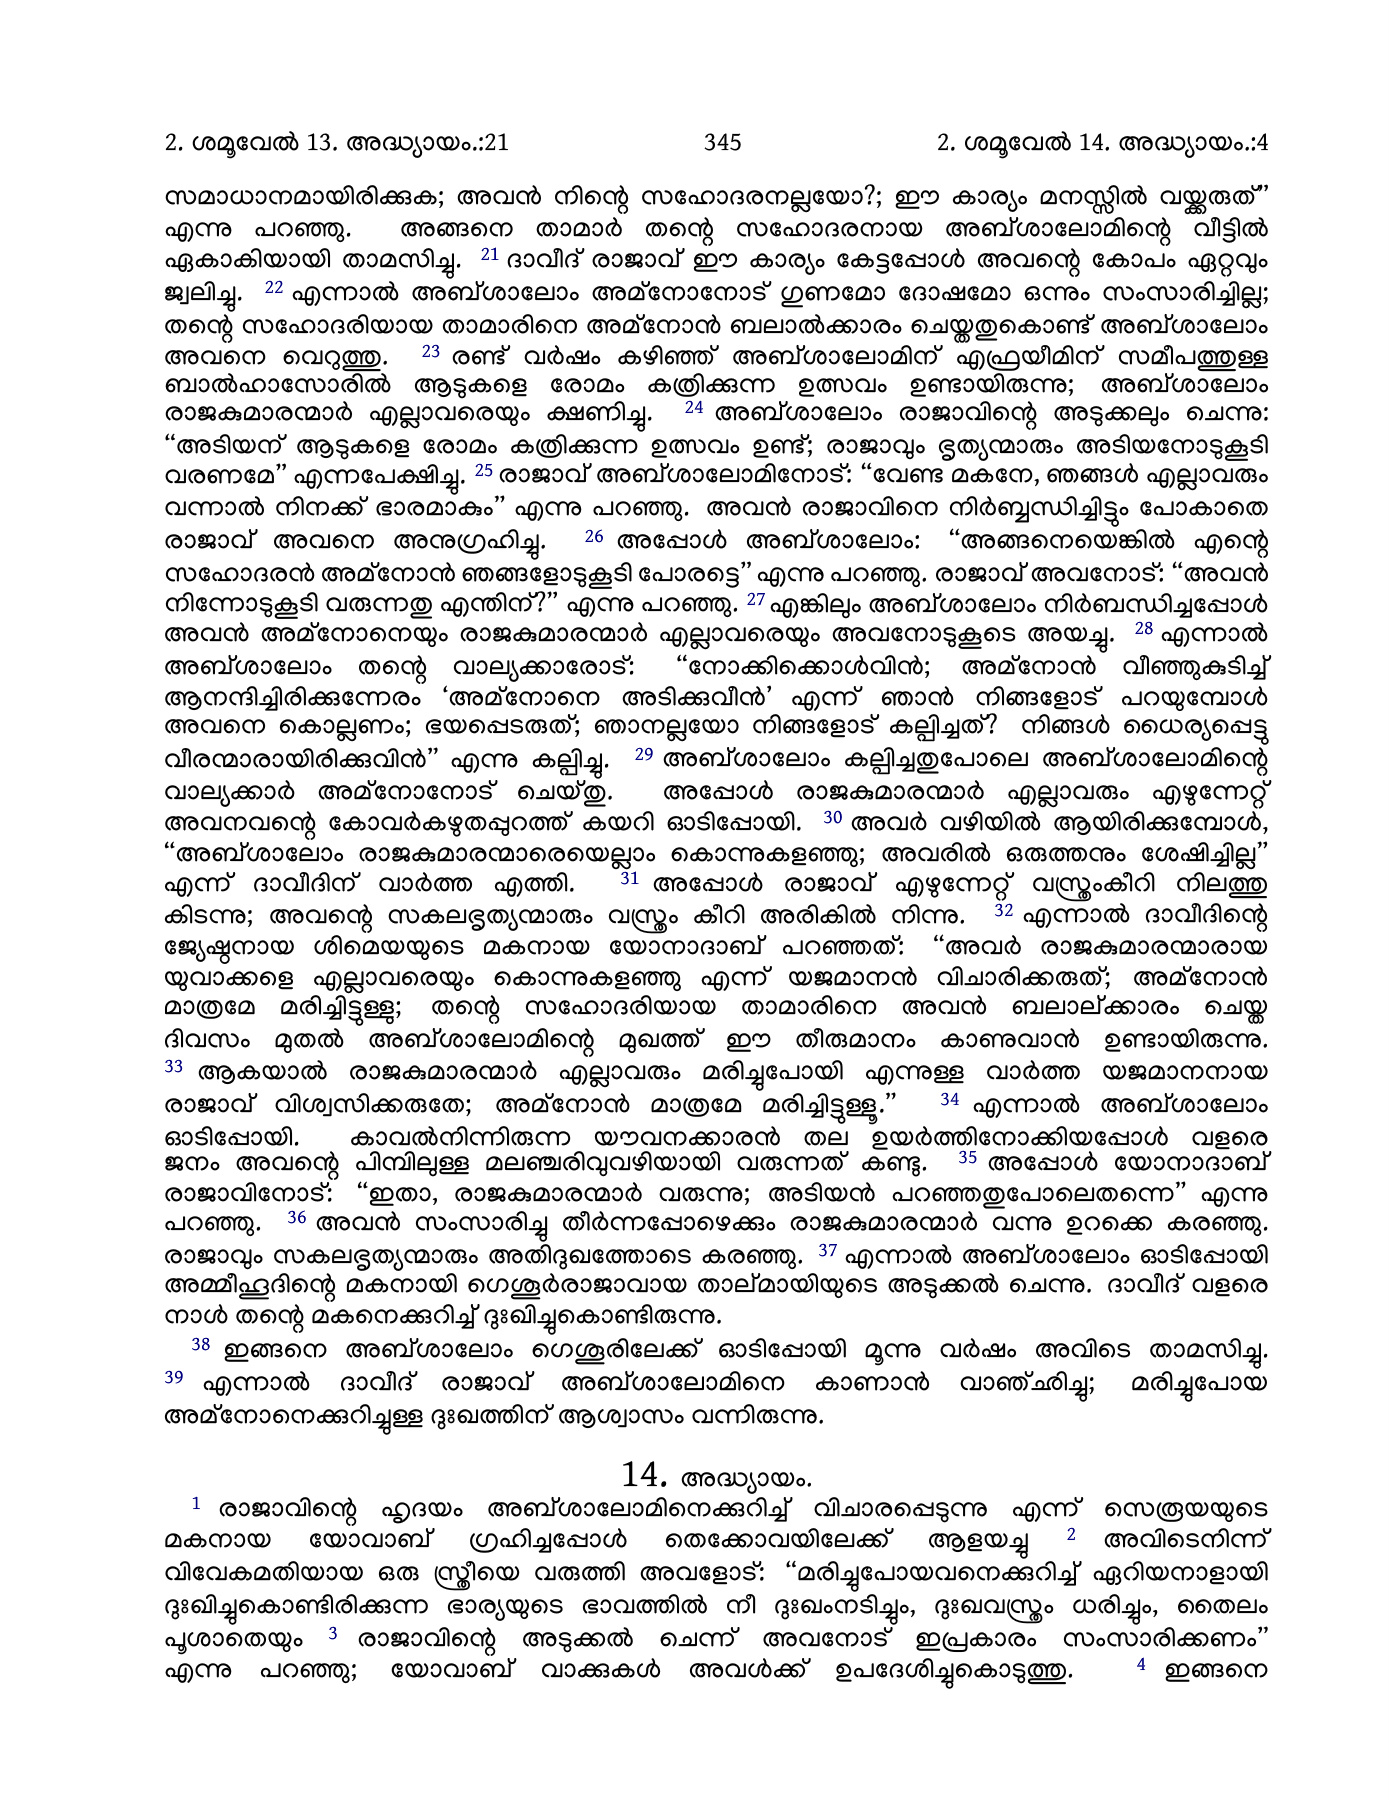 2. ശമൂവേൽ 13. അദ്ധ്യായം.:21 345 2. ശമൂവേൽ 14. അദ്ധ്യായം.:4
സമാധാനമായിരിക്കുക; അവൻ നിന്റെ സഹോദരനല്ലയോ?; ഈ കാര്യം മനസ്സിൽ വയ്ക്കരുത്”
എന്നു പറഞ്ഞു. അങ്ങനെ താമാർ തന്റെ സഹോദരനായ അബ്ശാലോമിന്റെ വീട്ടിൽ
ഏകാകിയായി താമസിച്ചു. 21 ദാവീദ് രാജാവ് ഈ കാര്യം കേട്ടപ്പോൾ അവന്റെ കോപം ഏറ്റവും
ജ്വലിച്ചു. 22 എന്നാൽ അബ്ശാലോം അമ്നോനോട് ഗുണമോ ദോഷമോ ഒന്നും സംസാരിച്ചില്ല;
തന്റെ സഹോദരിയായ താമാരിനെ അമ്നോൻ ബലാൽക്കാരം ചെയ്തതുകൊണ്ട് അബ്ശാലോം
അവനെ വെറുത്തു. 23 രണ്ട് വർഷം കഴിഞ്ഞ് അബ്ശാലോമിന് എഫ്രയീമിന് സമീപത്തുള്ള
ബാൽഹാസോരിൽ ആടുകളെ രോമം കത്രിക്കുന്ന ഉത്സവം ഉണ്ടായിരുന്നു; അബ്ശാലോം
രാജകുമാരന്മാർ എല്ലാവരെയും ക്ഷണിച്ചു. 24 അബ്ശാലോം രാജാവിന്റെ അടുക്കലും ചെന്നു:
“അടിയന് ആടുകളെ രോമം കത്രിക്കുന്ന ഉത്സവം ഉണ്ട്; രാജാവും ഭൃത്യന്മാരും അടിയനോടുകൂടി
വരണമേ” എന്നപേക്ഷിച്ചു. 25 രാജാവ് അബ്ശാലോമിനോട്: “വേണ്ട മകനേ, ഞങ്ങൾ എല്ലാവരും
വന്നാൽ നിനക്ക് ഭാരമാകും” എന്നു പറഞ്ഞു. അവൻ രാജാവിനെ നിർബ്ബന്ധിച്ചിട്ടും പോകാതെ
രാജാവ് അവനെ അനുഗ്രഹിച്ചു. 26 അപ്പോൾ അബ്ശാലോം: “അങ്ങനെയെങ്കിൽ എന്റെ
സഹോദരൻ അമ്നോൻ ഞങ്ങളോടുകൂടി പോരട്ടെ” എന്നു പറഞ്ഞു. രാജാവ് അവനോട്: “അവൻ
നിന്നോടുകൂടി വരുന്നതു എന്തിന്?” എന്നു പറഞ്ഞു. 27 എങ്കിലും അബ്ശാലോം നിർബന്ധിച്ചപ്പോൾ
അവൻ അമ്നോനെയും രാജകുമാരന്മാർ എല്ലാവരെയും അവനോടുകൂടെ അയച്ചു. 28 എന്നാൽ
അബ്ശാലോം തന്റെ വാല്യക്കാരോട്: “നോക്കിക്കൊൾവിൻ; അമ്നോൻ വീഞ്ഞുകുടിച്ച്
ആനന്ദിച്ചിരിക്കുന്നേരം ‘അമ്നോനെ അടിക്കുവീൻ’ എന്ന് ഞാൻ നിങ്ങളോട് പറയുമ്പോൾ
അവനെ കൊല്ലണം; ഭയപ്പെടരുത്; ഞാനല്ലയോ നിങ്ങളോട് കല്പിച്ചത്? നിങ്ങൾ ധൈര്യപ്പെട്ടു
വീരന്മാരായിരിക്കുവിൻ” എന്നു കല്പിച്ചു. 29 അബ്ശാലോം കല്പിച്ചതുപോലെ അബ്ശാലോമിന്റെ
വാല്യക്കാർ അമ്നോനോട് ചെയ്തു. അപ്പോൾ രാജകുമാരന്മാർ എല്ലാവരും എഴുന്നേറ്റ്
അവനവന്റെ കോവർകഴുതപ്പുറത്ത് കയറി ഓടിപ്പോയി. 30 അവർ വഴിയിൽ ആയിരിക്കുമ്പോൾ,
“അബ്ശാലോം രാജകുമാരന്മാരെയെല്ലാം കൊന്നുകളഞ്ഞു; അവരിൽ ഒരുത്തനും ശേഷിച്ചില്ല”
എന്ന് ദാവീദിന് വാർത്ത എത്തി. 31 അപ്പോൾ രാജാവ് എഴുന്നേറ്റ് വസ്ത്രംകീറി നിലത്തു
കിടന്നു; അവന്റെ സകലഭൃത്യന്മാരും വസ്ത്രം കീറി അരികിൽ നിന്നു. 32 എന്നാൽ ദാവീദിന്റെ
ജ്യേഷ്ഠനായ ശിമെയയുടെ മകനായ യോനാദാബ് പറഞ്ഞത്: “അവർ രാജകുമാരന്മാരായ
യുവാക്കളെ എല്ലാവരെയും കൊന്നുകളഞ്ഞു എന്ന് യജമാനൻ വിചാരിക്കരുത്; അമ്നോൻ
മാത്രമേ മരിച്ചിട്ടുള്ളു; തന്റെ സഹോദരിയായ താമാരിനെ അവൻ ബലാല്ക്കാരം ചെയ്ത
ദിവസം മുതൽ അബ്ശാലോമിന്റെ മുഖത്ത് ഈ തീരുമാനം കാണുവാൻ ഉണ്ടായിരുന്നു.
33 ആകയാൽ രാജകുമാരന്മാർ എല്ലാവരും മരിച്ചുപോയി എന്നുള്ള വാർത്ത യജമാനനായ
രാജാവ് വിശ്വസിക്കരുതേ; അമ്നോൻ മാത്രമേ മരിച്ചിട്ടുള്ളൂ.” 34 എന്നാൽ അബ്ശാലോം
ഓടിപ്പോയി. കാവൽനിന്നിരുന്ന യൗവനക്കാരൻ തല ഉയർത്തിനോക്കിയപ്പോൾ വളരെ
ജനം അവന്റെ പിമ്പിലുള്ള മലഞ്ചരിവുവഴിയായി വരുന്നത് കണ്ടു. 35 അപ്പോൾ യോനാദാബ്
രാജാവിനോട്: “ഇതാ, രാജകുമാരന്മാർ വരുന്നു; അടിയൻ പറഞ്ഞതുപോലെതന്നെ” എന്നു
പറഞ്ഞു. 36 അവൻ സംസാരിച്ചു തീർന്നപ്പോഴെക്കും രാജകുമാരന്മാർ വന്നു ഉറക്കെ കരഞ്ഞു.
രാജാവും സകലഭൃത്യന്മാരും അതിദുഖത്തോടെ കരഞ്ഞു. 37 എന്നാൽ അബ്ശാലോം ഓടിപ്പോയി
അമ്മീഹൂദിന്റെ മകനായി ഗെശൂർരാജാവായ താല്മായിയുടെ അടുക്കൽ ചെന്നു. ദാവീദ് വളരെ
നാൾ തന്റെ മകനെക്കുറിച്ച് ദുഃഖിച്ചുകൊണ്ടിരുന്നു.
38 ഇങ്ങനെ അബ്ശാലോം ഗെശൂരിലേക്ക് ഓടിപ്പോയി മൂന്നു വർഷം അവിടെ താമസിച്ചു.
39 എന്നാൽ ദാവീദ് രാജാവ് അബ്ശാലോമിനെ കാണാൻ വാഞ്ഛിച്ചു; മരിച്ചുപോയ
അമ്നോനെക്കുറിച്ചുള്ള ദുഃഖത്തിന് ആശ്വാസം വന്നിരുന്നു.
14. അദ്ധ്യായം.
1 രാജാവിന്റെ ഹൃദയം അബ്ശാലോമിനെക്കുറിച്ച് വിചാരപ്പെടുന്നു എന്ന് സെരൂയയുടെ
മകനായ യോവാബ് ഗ്രഹിച്ചപ്പോൾ തെക്കോവയിലേക്ക് ആളയച്ചു 2 അവിടെനിന്ന്
വിവേകമതിയായ ഒരു സ്ത്രീയെ വരുത്തി അവളോട്: “മരിച്ചുപോയവനെക്കുറിച്ച് ഏറിയനാളായി
ദുഃഖിച്ചുകൊണ്ടിരിക്കുന്ന ഭാര്യയുടെ ഭാവത്തിൽ നീ ദുഃഖംനടിച്ചും, ദുഃഖവസ്ത്രം ധരിച്ചും, തൈലം
പൂശാതെയും 3 രാജാവിന്റെ അടുക്കൽ ചെന്ന് അവനോട് ഇപ്രകാരം സംസാരിക്കണം”
എന്നു പറഞ്ഞു; യോവാബ് വാക്കുകൾ അവൾക്ക് ഉപദേശിച്ചുകൊടുത്തു. 4 ഇങ്ങനെ